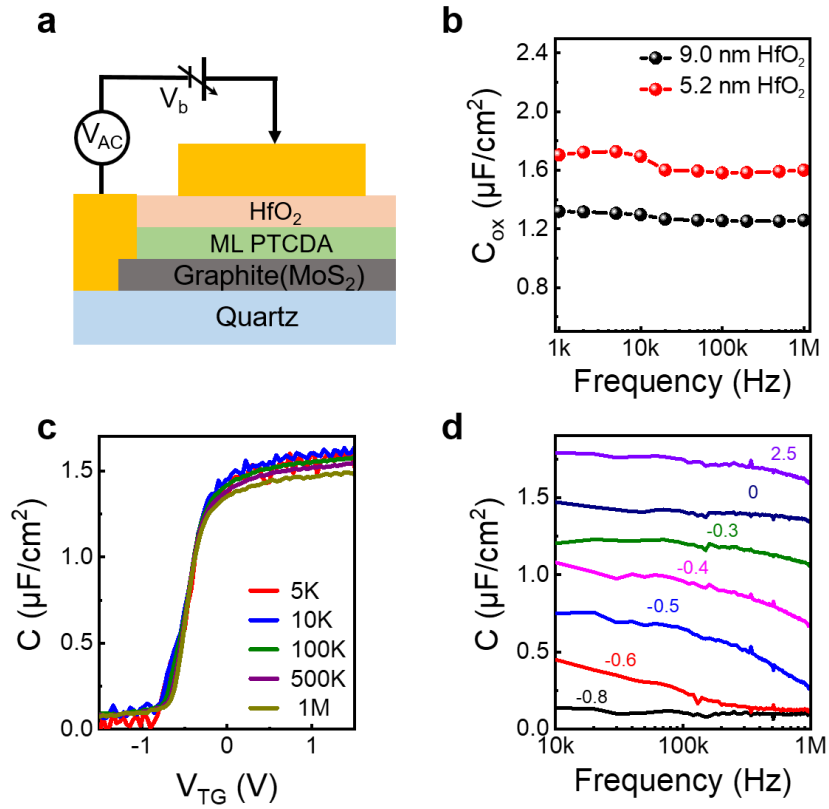 a
V_b
V_AC
HfO₂
ML PTCDA
Graphite(MoS₂)
Quartz
b
9.0 nm HfO₂
5.2 nm HfO₂
2.4
2.0
1.6
1.2
0.8
C_ox (μF/cm²)
1k 10k 100k 1M
Frequency (Hz)
c
1.5
1.0
0.5
0.0
C (μF/cm²)
5K
10K
100K
500K
1M
-1 0 1
V_TG (V)
d
1.5
1.0
0.5
0.0
C (μF/cm²)
2.5
0
-0.3
-0.4
-0.5
-0.6
-0.8
10k 100k 1M
Frequency (Hz)